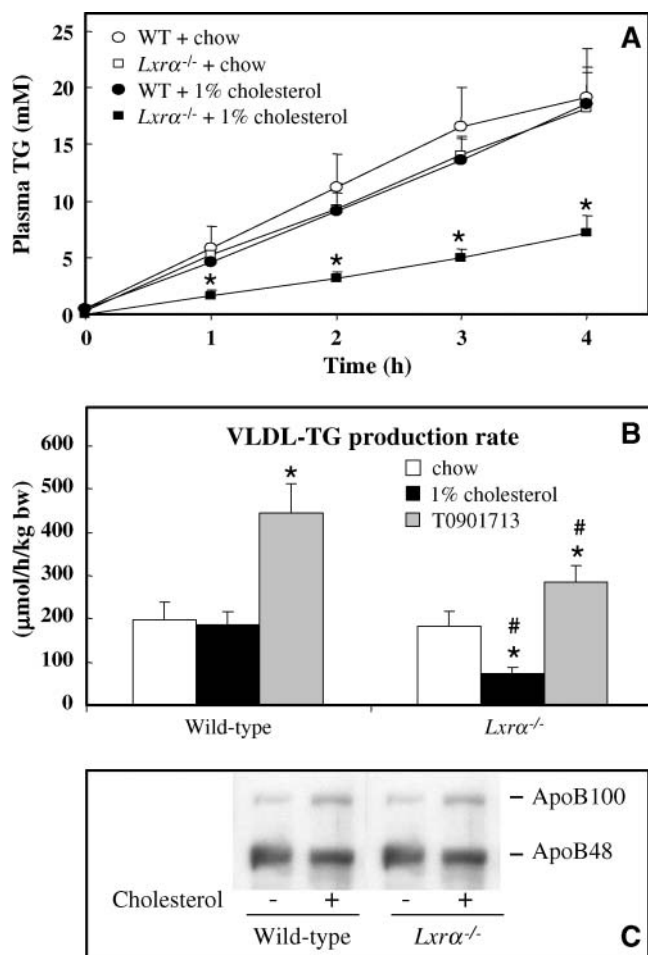 25
20
15
10
5
0
Plasma TG (mM)
WT + chow
Lxrα-/- + chow
WT + 1% cholesterol
Lxrα-/- + 1% cholesterol
A
* * * *
0 1 2 3 4
Time (h)
B
VLDL-TG production rate
600
500
400
300
200
100
0
(μmol/h/kg bw)
chow
1% cholesterol
T0901713
*
#
*
#
*
Wild-type Lxrα-/-
ApoB100
ApoB48
Cholesterol - + - +
Wild-type Lxrα-/-
C